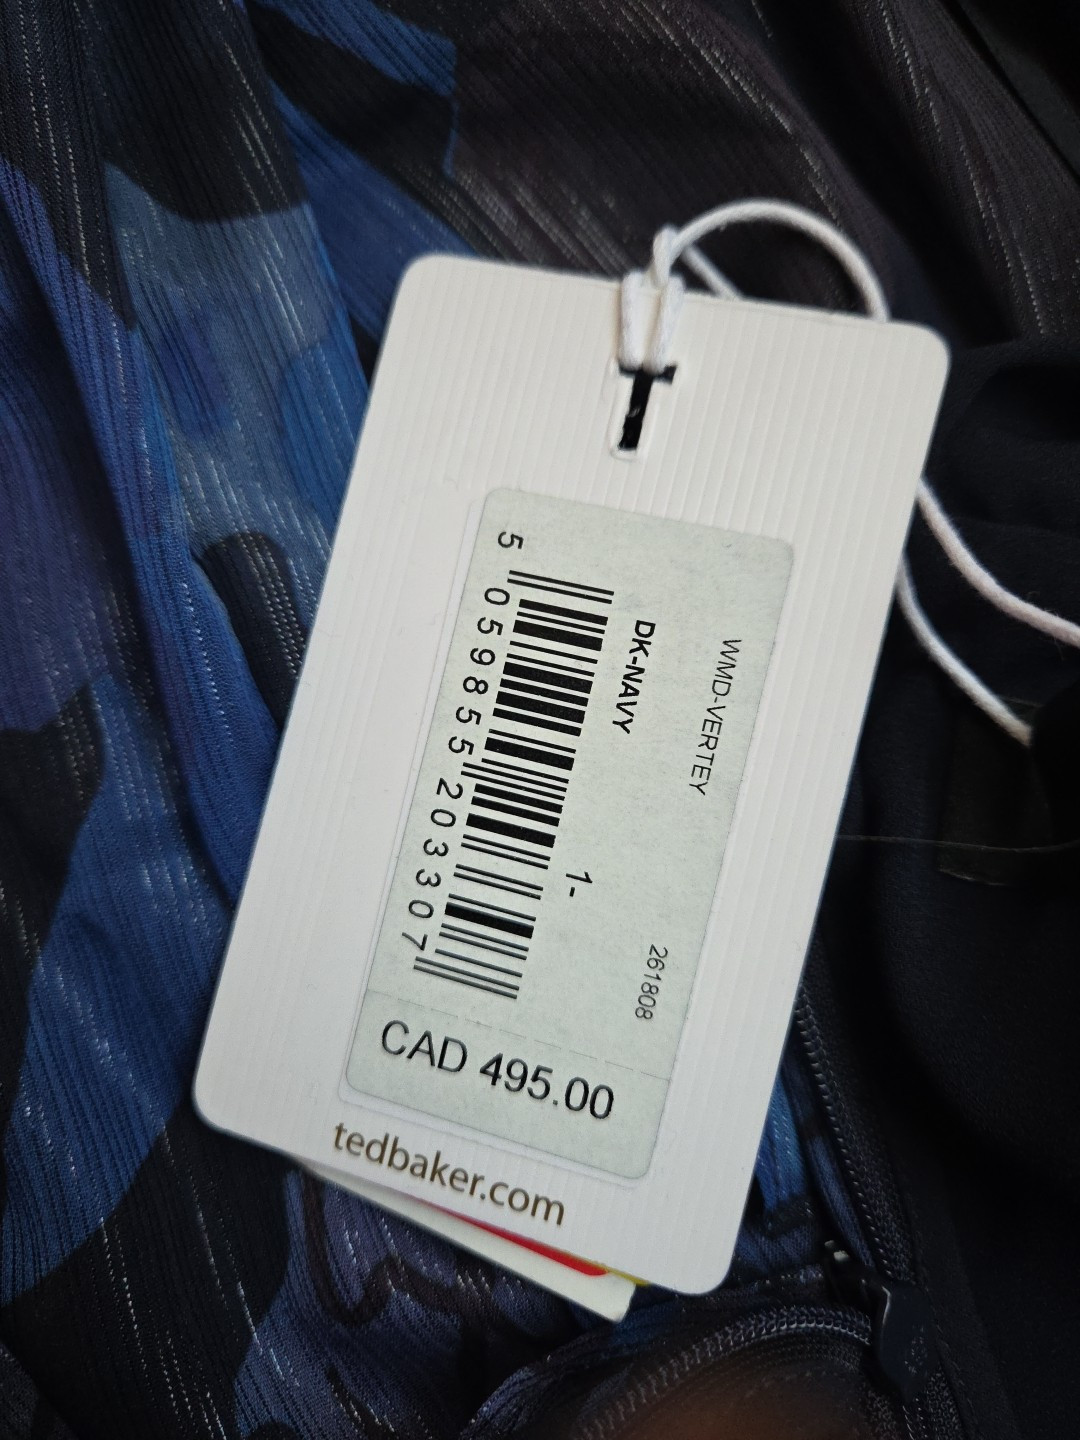 WMD-VERTEY
261808
DK-NAVY
1-
5 059855 203307
CAD 495.00
tedbaker.com